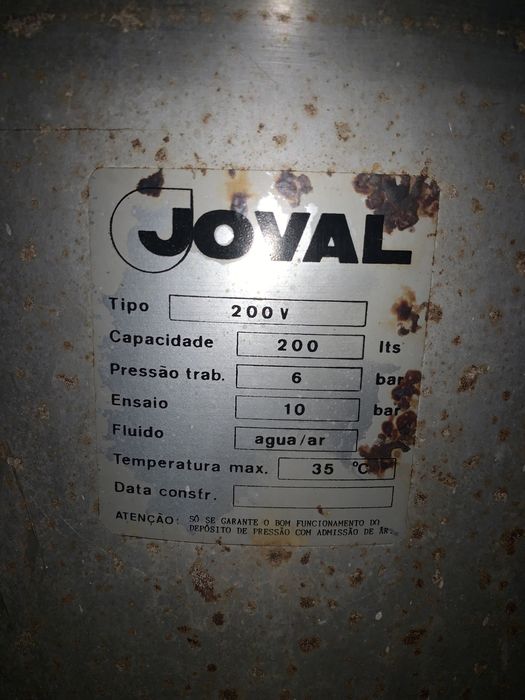 JOVAL
Tipo 200 V
Capacidade 200 lts
Pressão trab. 6 bar
Ensaio 10 bar
Fluido agua/ar
Temperatura max. 35 °C
Data constr.
ATENÇÃO: SÓ SE GARANTE O BOM FUNCIONAMENTO DO
DEPÓSITO DE PRESSÃO COM ADMISSÃO DE AR.